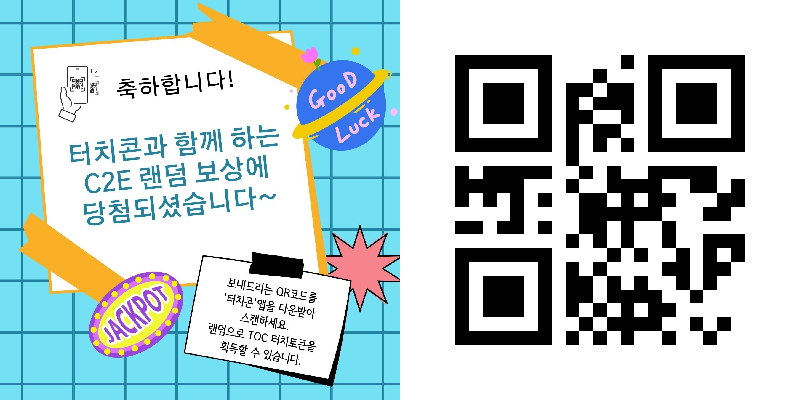 축하합니다!
GOOD
Luck
터치콘과 함께 하는
C2E 랜덤 보상에
당첨되셨습니다~
JACKPOT
보내드리는 QR코드를
'터치콘'앱을 다운받아
스캔하세요.
랜덤으로 TOC 터치토큰을
획득할 수 있습니다.